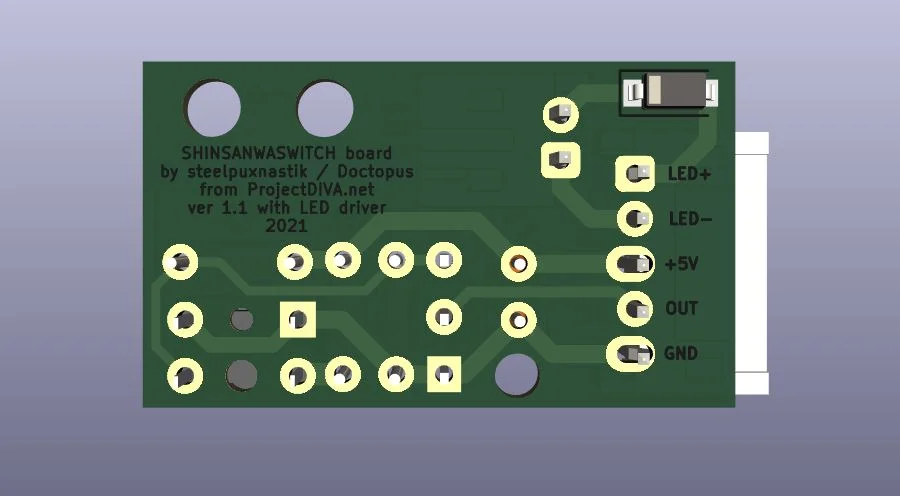 SHINSANWASWITCH board
by steelpuxnastik / Doctopus
from ProjectDIVA.net
ver 1.1 with LED driver
2021
LED+
LED-
+5V
OUT
GND